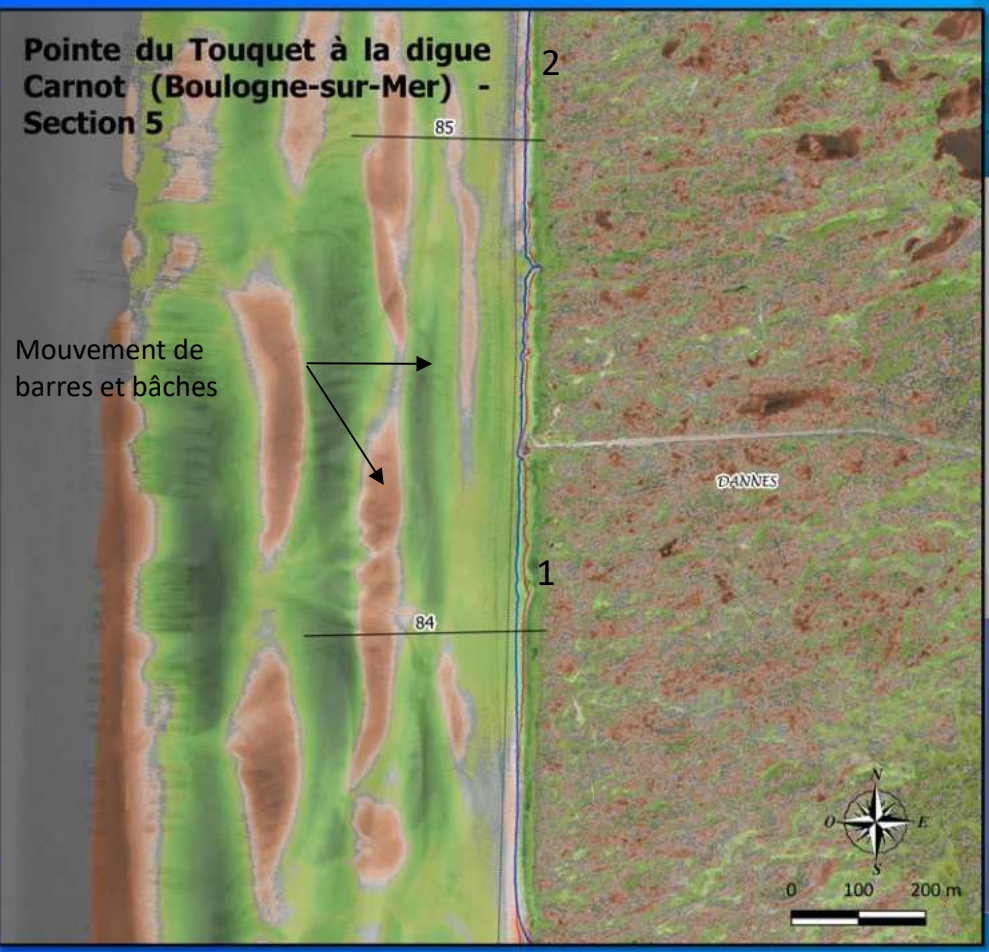 Pointe du Touquet à la digue
Carnot (Boulogne-sur-Mer) -
Section 5
2
85
Mouvement de
barres et bâches
DANNES
1
84
N
O E
S
0 100 200 m